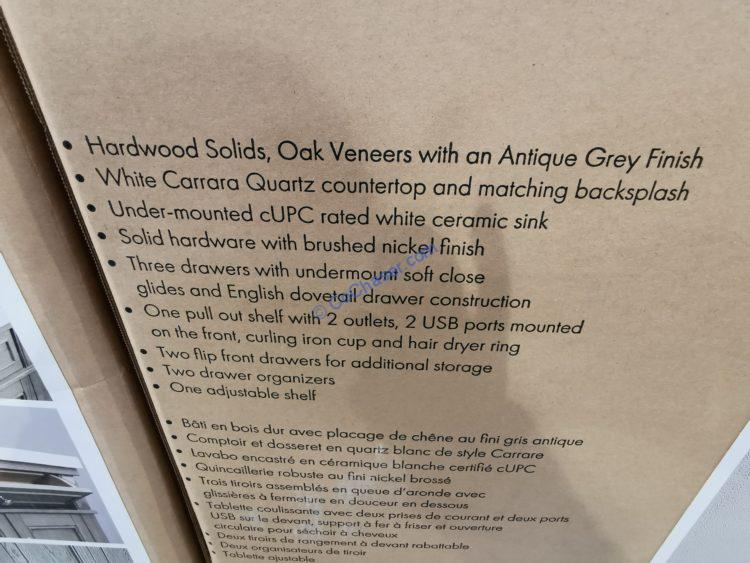 • Hardwood Solids, Oak Veneers with an Antique Grey Finish
• White Carrara Quartz countertop and matching backsplash
• Under-mounted cUPC rated white ceramic sink
• Solid hardware with brushed nickel finish
• Three drawers with undermount soft close
glides and English dovetail drawer construction
• One pull out shelf with 2 outlets, 2 USB ports mounted
on the front, curling iron cup and hair dryer ring
• Two flip front drawers for additional storage
• Two drawer organizers
• One adjustable shelf
• Bâti en bois dur avec placage de chêne au fini gris antique
• Comptoir et dosseret en quartz blanc de style Carrare
• Lavabo encastré en céramique blanche certifié cUPC
• Quincaillerie robuste au fini nickel brossé
• Trois tiroirs assemblés en queue d'aronde avec
glissières à fermeture en douceur en dessous
• Tablette coulissante avec deux prises de courant et deux ports
USB sur le devant, support à fer à friser et ouverture
circulaire pour séchoir à cheveux
• Deux tiroirs de rangement à devant rabattable
• Deux organisateurs de tiroir
• Tablette ajustable